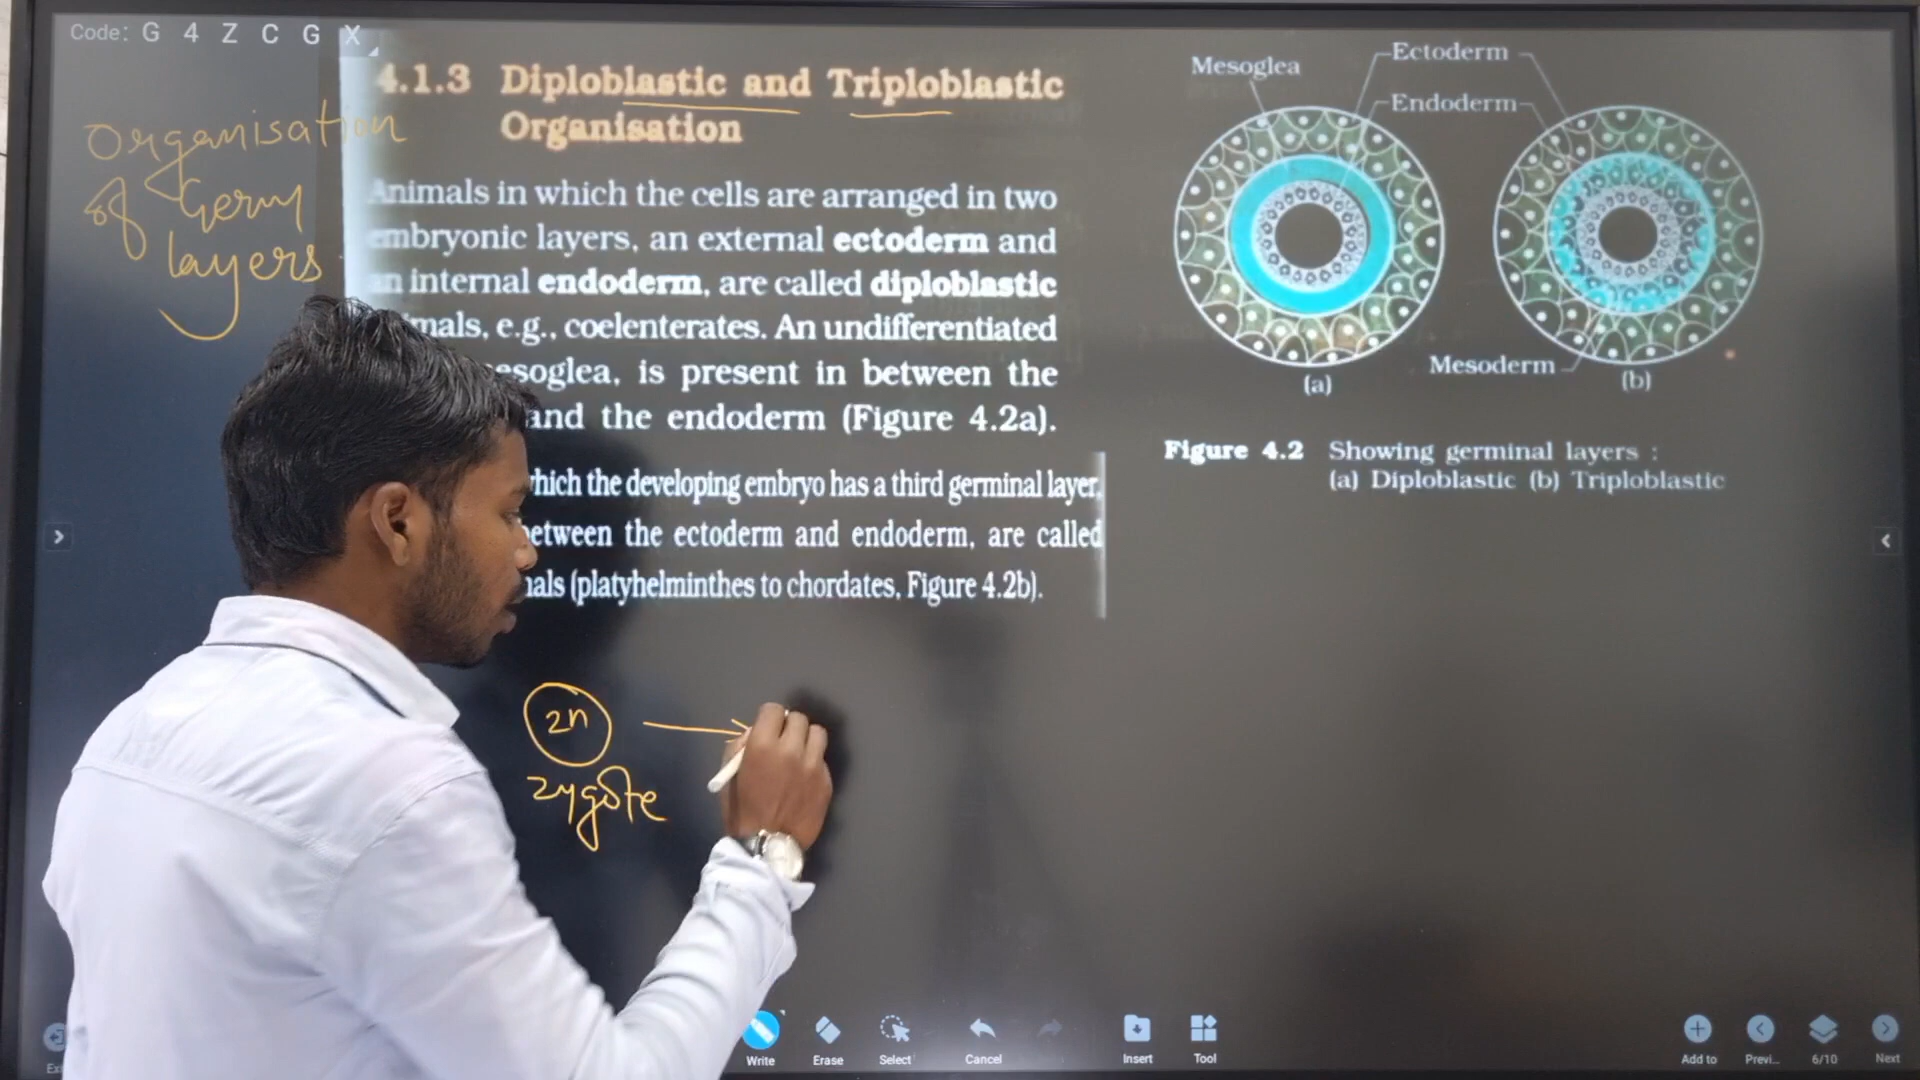 Code: G 4 Z C G X
organisation
of Germ
layers
4.1.3 Diploblastic and Triploblastic
Organisation
Animals in which the cells are arranged in two
embryonic layers, an external ectoderm and
an internal endoderm, are called diploblastic
mals, e.g., coelenterates. An undifferentiated
esoglea, is present in between the
and the endoderm (Figure 4.2a).
which the developing embryo has a third germinal layer,
between the ectoderm and endoderm, are called
nals (platyhelminthes to chordates, Figure 4.2b).
Mesoglea
Ectoderm
Endoderm
Mesoderm
(a)
(b)
Figure 4.2 Showing germinal layers :
(a) Diploblastic (b) Triploblastic
2n
zygote
Write
Erase
Select
Cancel
Insert
Tool
Add to
Previ...
6/10
Next